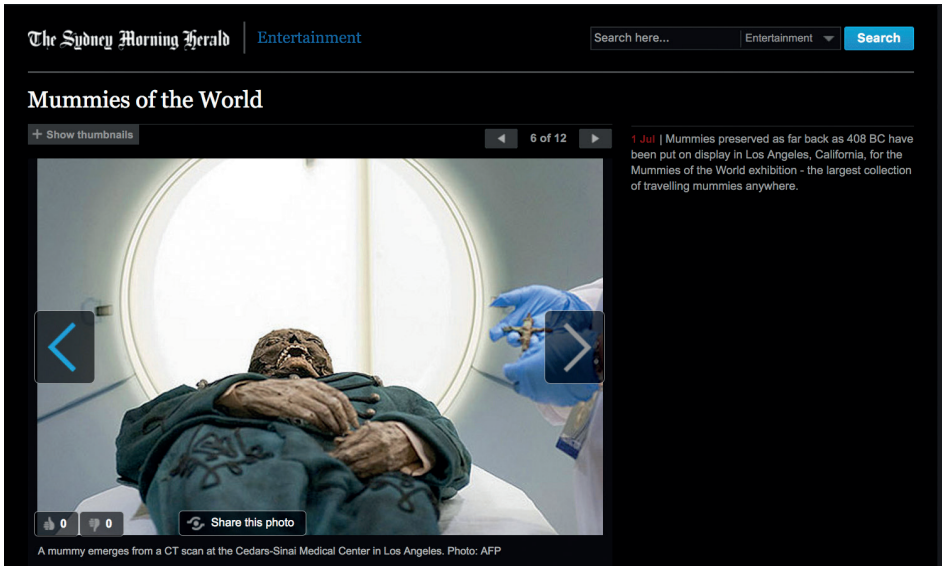 The Sydney Morning Herald
Entertainment
Search here...
Entertainment
Search
Mummies of the World
+ Show thumbnails
6 of 12
1 Jul | Mummies preserved as far back as 408 BC have
been put on display in Los Angeles, California, for the
Mummies of the World exhibition - the largest collection
of travelling mummies anywhere.
0
0
Share this photo
A mummy emerges from a CT scan at the Cedars-Sinai Medical Center in Los Angeles. Photo: AFP